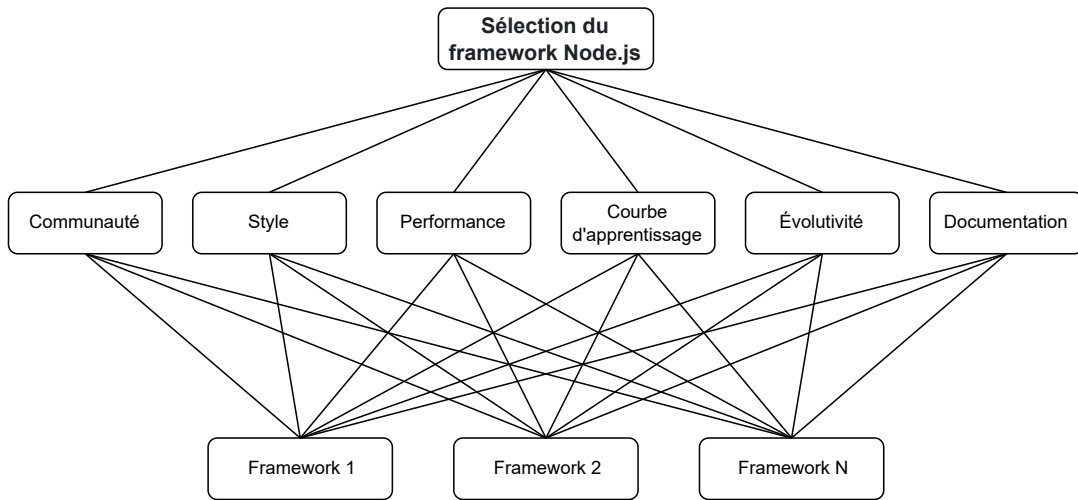 Sélection du
framework Node.js
Communauté
Style
Performance
Courbe
d'apprentissage
Évolutivité
Documentation
Framework 1
Framework 2
Framework N